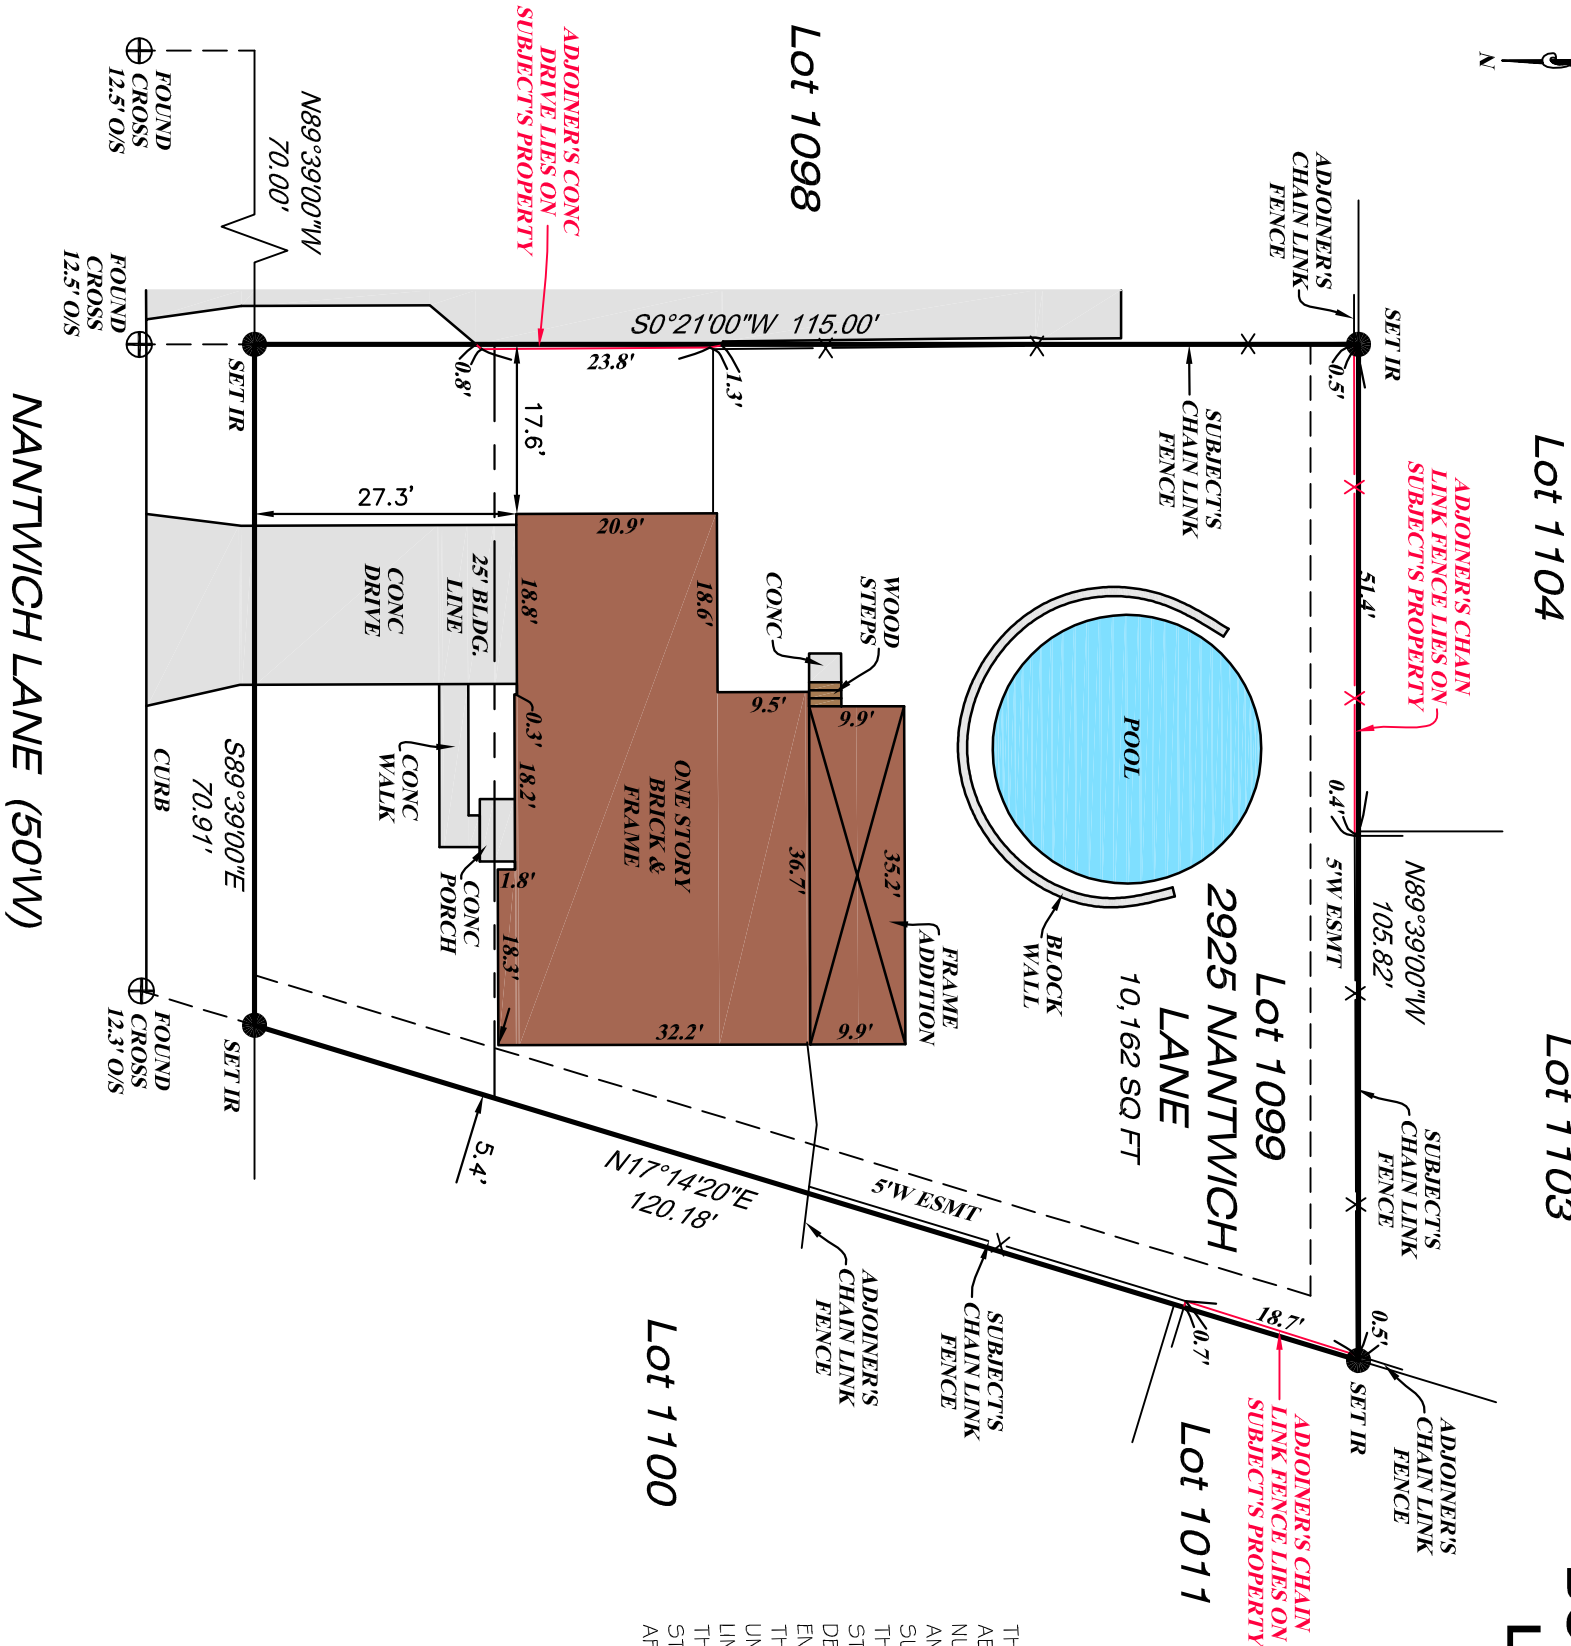 N
Lot 1104
Lot 1103
Lot 1098
Lot 1100
Lot 1011
ADJOINER'S
CHAIN LINK
FENCE
SET IR
0.5'
ADJOINER'S CHAIN
LINK FENCE LIES ON
SUBJECT'S PROPERTY
51.4'
0.4'
5'W ESMT
N89°39'00"W
105.82'
SUBJECT'S
CHAIN LINK
FENCE
0.5'
SET IR
ADJOINER'S
CHAIN LINK
FENCE
18.7'
0.7'
ADJOINER'S CHAIN
LINK FENCE LIES ON
SUBJECT'S PROPERTY
Lot 1099
2925 NANTWICH
LANE
10,162 SQ FT
SUBJECT'S
CHAIN LINK
FENCE
POOL
BLOCK
WALL
S0°21'00"W 115.00'
1.3'
23.8'
0.8'
17.6'
27.3'
ADJOINER'S CONC
DRIVE LIES ON
SUBJECT'S PROPERTY
WOOD
STEPS
CONC
9.9'
35.2'
9.9'
FRAME
ADDITION
9.5'
36.7'
18.6'
20.9'
18.8'
0.3'
18.2'
1.8'
18.3'
32.2'
ONE STORY
BRICK &
FRAME
25' BLDG.
LINE
CONC
DRIVE
CONC
WALK
CONC
PORCH
5'W ESMT
SUBJECT'S
CHAIN LINK
FENCE
ADJOINER'S
CHAIN LINK
FENCE
N17°14'20"E
120.18'
5.4'
N89°39'00"W
70.00'
FOUND
CROSS
12.5' O/S
FOUND
CROSS
12.5' O/S
SET IR
S89°39'00"E
70.91'
CURB
SET IR
FOUND
CROSS
12.3' O/S
NANTWICH LANE (50'W)